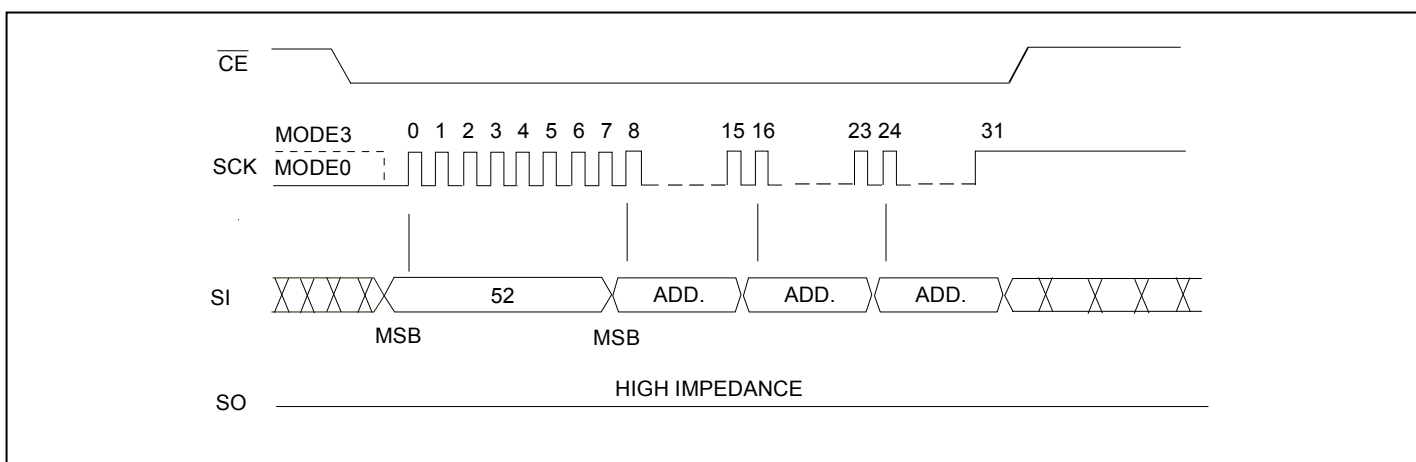 CE
MODE3
0 1 2 3 4 5 6 7 8 15 16 23 24 31
SCK
MODE0
SI
52
ADD.
ADD.
ADD.
MSB
MSB
HIGH IMPEDANCE
SO